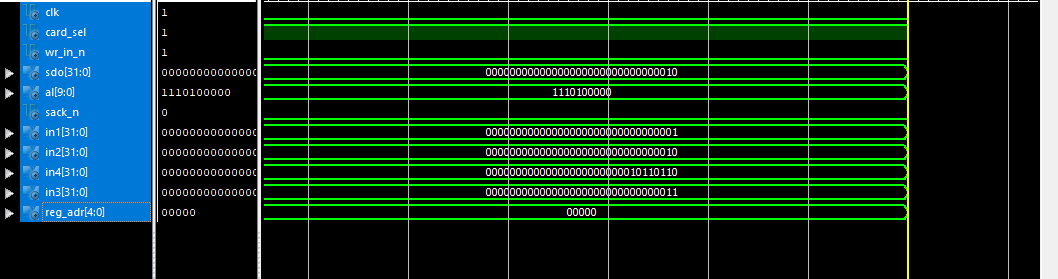 clk 1
card_sel 1
wr_in_n 1
sdo[31:0] 00000000000000 00000000000000000000000000000010
al[9:0] 1110100000 1110100000
sack_n 0
in1[31:0] 00000000000000 00000000000000000000000000000001
in2[31:0] 00000000000000 00000000000000000000000000000010
in4[31:0] 00000000000000 00000000000000000000000010110110
in3[31:0] 00000000000000 00000000000000000000000000000011
reg_adr[4:0] 00000 00000